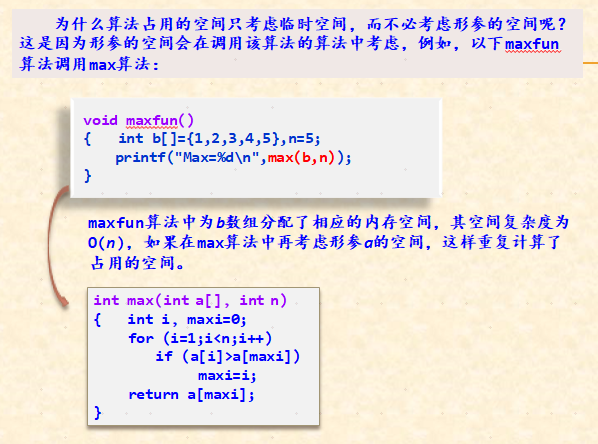 为什么算法占用的空间只考虑临时空间，而不必考虑形参的空间呢？
这是因为形参的空间会在调用该算法的算法中考虑，例如，以下maxfun
算法调用max算法：
void maxfun()
{   int b[]={1,2,3,4,5},n=5;
    printf("Max=%d\n",max(b,n));
}
maxfun算法中为b数组分配了相应的内存空间，其空间复杂度为
O(n)，如果在max算法中再考虑形参a的空间，这样重复计算了
占用的空间。
int max(int a[], int n)
{   int i, maxi=0;
    for (i=1;i<n;i++)
       if (a[i]>a[maxi])
            maxi=i;
    return a[maxi];
}